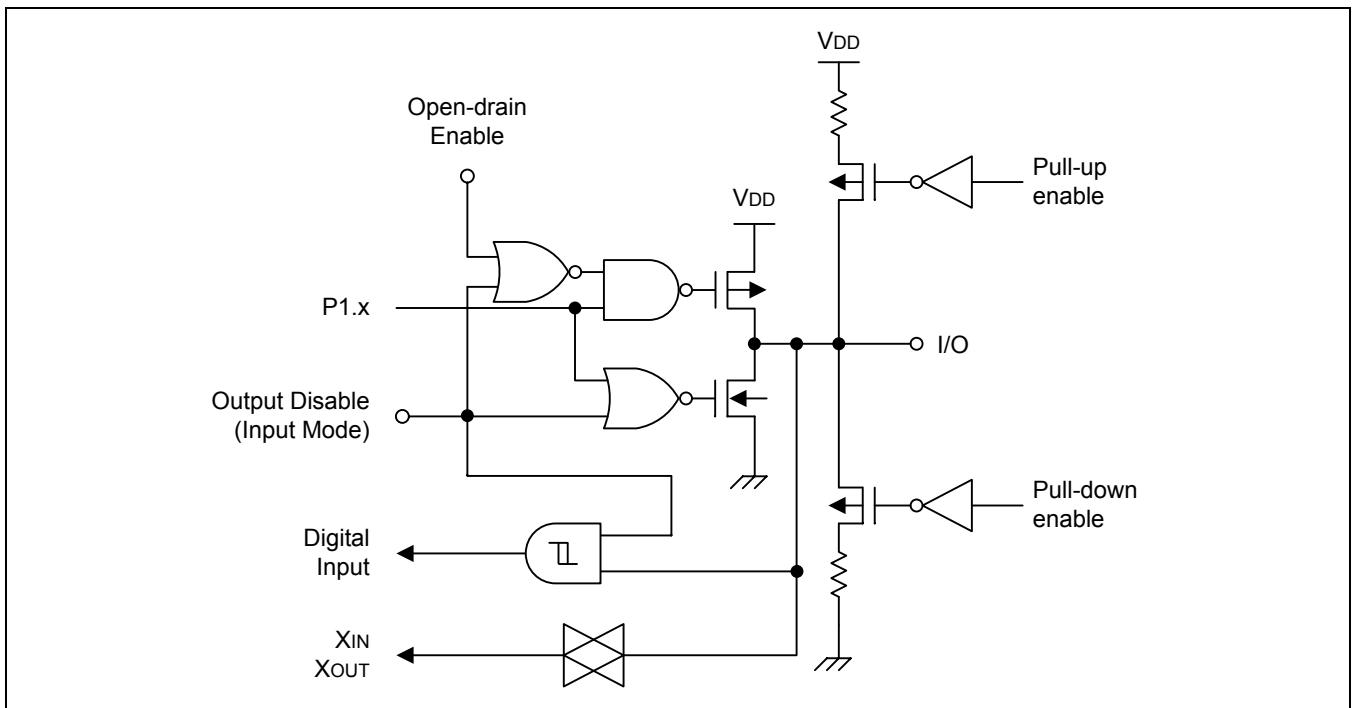 VDD
Open-drain
Enable
Pull-up
enable
VDD
P1.x
I/O
Output Disable
(Input Mode)
Pull-down
enable
Digital
Input
XIN
XOUT